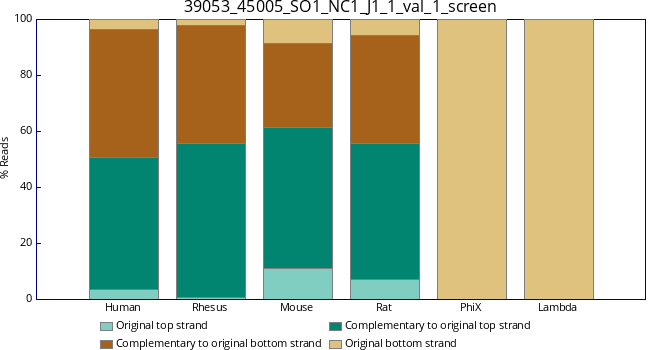 39053_45005_SO1_NC1_J1_1_val_1_screen
100
80
60
40
20
0
% Reads
Human Rhesus Mouse Rat PhiX Lambda
Original top strand Complementary to original top strand
Complementary to original bottom strand Original bottom strand